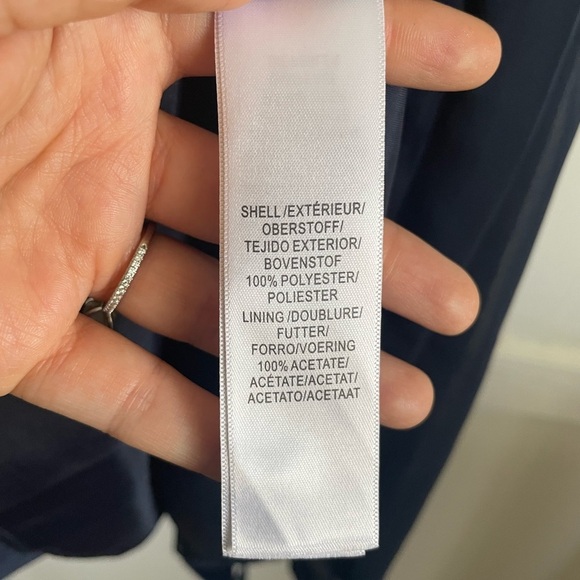 SHELL /EXTÉRIEUR/
OBERSTOFF/
TEJIDO EXTERIOR/
BOVENSTOF
100% POLYESTER/
POLIESTER
LINING /DOUBLURE/
FUTTER/
FORRO/VOERING
100% ACETATE/
ACÉTATE/ACETAT/
ACETATO/ACETAAT